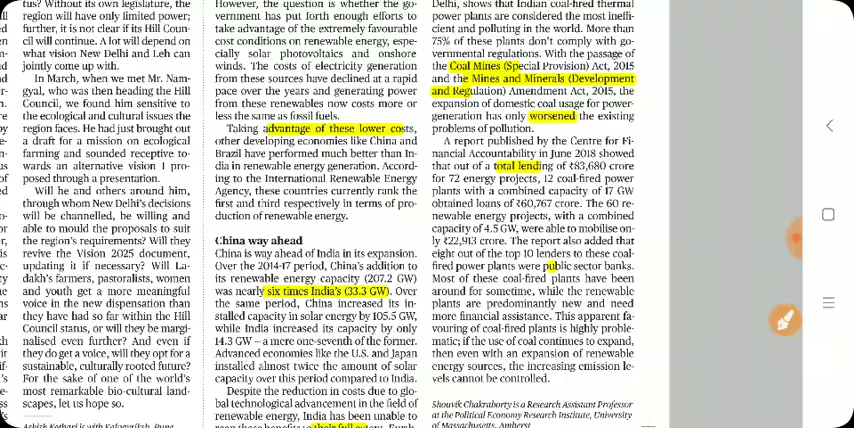 tus? Without its own legislature, the
region will have only limited power;
further, it is not clear if its Hill Coun-
cil will continue. A lot will depend on
what vision New Delhi and Leh can
jointly come up with.
In March, when we met Mr. Nam-
gyal, who was then heading the Hill
Council, we found him sensitive to
the ecological and cultural issues the
region faces. He had just brought out
a draft for a mission on ecological
farming and sounded receptive to-
wards an alternative vision I pro-
posed through a presentation.
Will he and others around him,
through whom New Delhi's decisions
will be channelled, be willing and
able to mould the proposals to suit
the region's requirements? Will they
revive the Vision 2025 document,
updating it if necessary? Will La-
dakh's farmers, pastoralists, women
and youth get a more meaningful
voice in the new dispensation than
they have had so far within the Hill
Council status, or will they be margi-
nalised even further? And even if
they do get a voice, will they opt for a
sustainable, culturally rooted future?
For the sake of one of the world's
most remarkable bio-cultural land-
scapes, let us hope so.
Ashish Kothari is with Kalpavriksh, Pune
However, the question is whether the go-
vernment has put forth enough efforts to
take advantage of the extremely favourable
cost conditions on renewable energy, espe-
cially solar photovoltaics and onshore
winds. The costs of electricity generation
from these sources have declined at a rapid
pace over the years and generating power
from these renewables now costs more or
less the same as fossil fuels.
Taking advantage of these lower costs,
other developing economies like China and
Brazil have performed much better than In-
dia in renewable energy generation. Accord-
ing to the International Renewable Energy
Agency, these countries currently rank the
first and third respectively in terms of pro-
duction of renewable energy.
China way ahead
China is way ahead of India in its expansion.
Over the 2014-17 period, China's addition to
its renewable energy capacity (207.2 GW)
was nearly six times India's (33.3 GW). Over
the same period, China increased its in-
stalled capacity in solar energy by 105.5 GW,
while India increased its capacity by only
14.3 GW – a mere one-seventh of the former.
Advanced economies like the U.S. and Japan
installed almost twice the amount of solar
capacity over this period compared to India.
Despite the reduction in costs due to glo-
bal technological advancement in the field of
renewable energy, India has been unable to
reap these benefits to their full
Delhi, shows that Indian coal-fired thermal
power plants are considered the most ineffi-
cient and polluting in the world. More than
75% of these plants don't comply with go-
vernmental regulations. With the passage of
the Coal Mines (Special Provision) Act, 2015
and the Mines and Minerals (Development
and Regulation) Amendment Act, 2015, the
expansion of domestic coal usage for power-
generation has only worsened the existing
problems of pollution.
A report published by the Centre for Fi-
nancial Accountability in June 2018 showed
that out of a total lending of ₹83,680 crore
for 72 energy projects, 12 coal-fired power
plants with a combined capacity of 17 GW
obtained loans of ₹60,767 crore. The 60 re-
newable energy projects, with a combined
capacity of 4.5 GW, were able to mobilise on-
ly ₹22,913 crore. The report also added that
eight out of the top 10 lenders to these coal-
fired power plants were public sector banks.
Most of these coal-fired plants have been
around for sometime, while the renewable
plants are predominantly new and need
more financial assistance. This apparent fa-
vouring of coal-fired plants is highly proble-
matic; if the use of coal continues to expand,
then even with an expansion of renewable
energy sources, the increasing emission le-
vels cannot be controlled.
Shouvik Chakraborty is a Research Assistant Professor
at the Political Economy Research Institute, University
of Massachusetts, Amherst